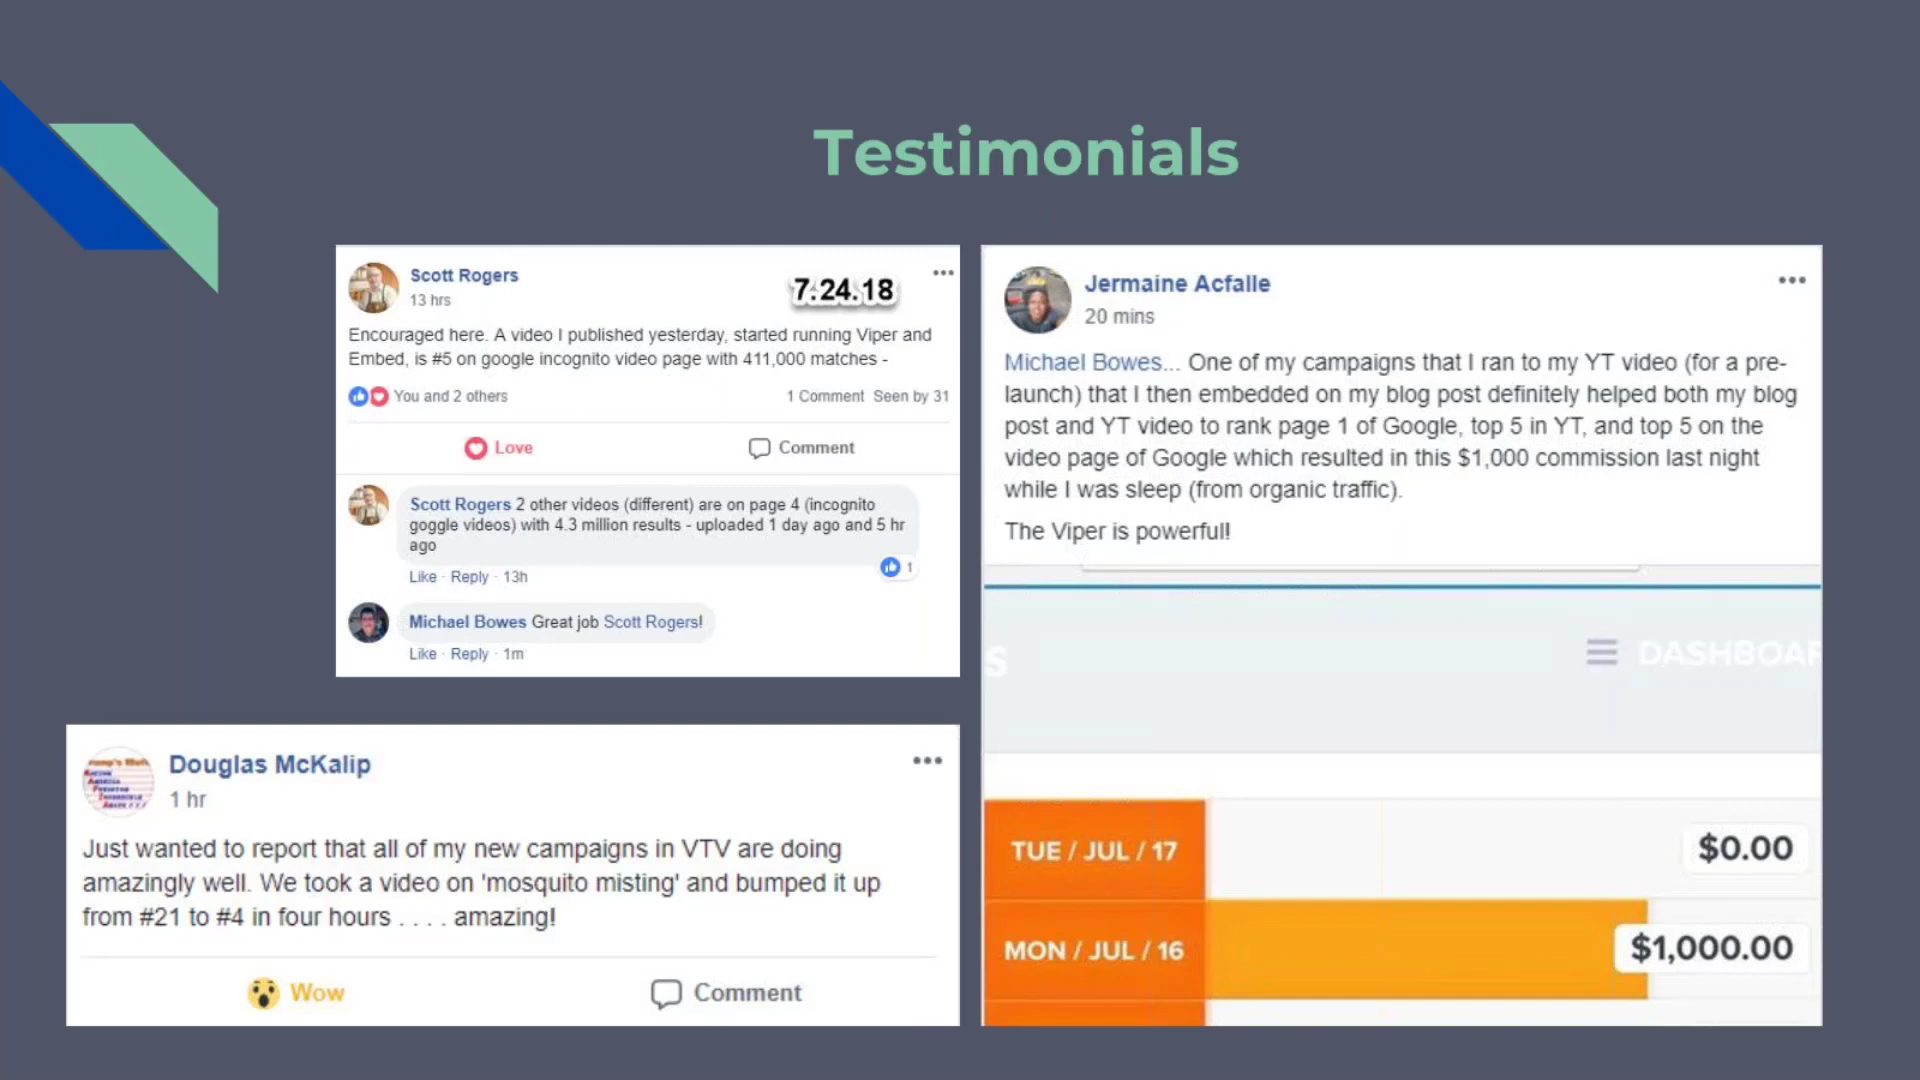 Testimonials
Scott Rogers
13 hrs
7.24.18
Encouraged here. A video I published yesterday, started running Viper and
Embed, is #5 on google incognito video page with 411,000 matches -
You and 2 others
1 Comment Seen by 31
Love
Comment
Scott Rogers 2 other videos (different) are on page 4 (incognito
goggle videos) with 4.3 million results - uploaded 1 day ago and 5 hr
ago
1
Like · Reply · 13h
Michael Bowes Great job Scott Rogers!
Like · Reply · 1m
Douglas McKalip
1 hr
Just wanted to report that all of my new campaigns in VTV are doing
amazingly well. We took a video on 'mosquito misting' and bumped it up
from #21 to #4 in four hours . . . . amazing!
Wow
Comment
Jermaine Acfalle
20 mins
Michael Bowes... One of my campaigns that I ran to my YT video (for a pre-
launch) that I then embedded on my blog post definitely helped both my blog
post and YT video to rank page 1 of Google, top 5 in YT, and top 5 on the
video page of Google which resulted in this $1,000 commission last night
while I was sleep (from organic traffic).
The Viper is powerful!
S
DASHBOAR
TUE / JUL / 17
$0.00
MON / JUL / 16
$1,000.00